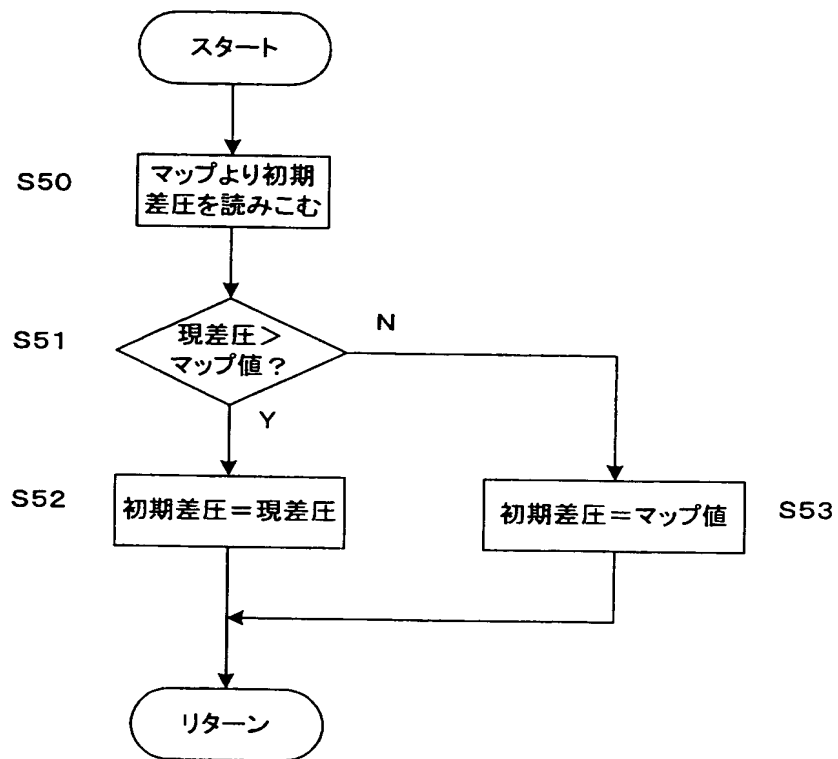 スタート
S50
マップより初期
差圧を読みこむ
S51
現差圧＞
マップ値？
N
Y
S52
初期差圧＝現差圧
初期差圧＝マップ値
S53
リターン